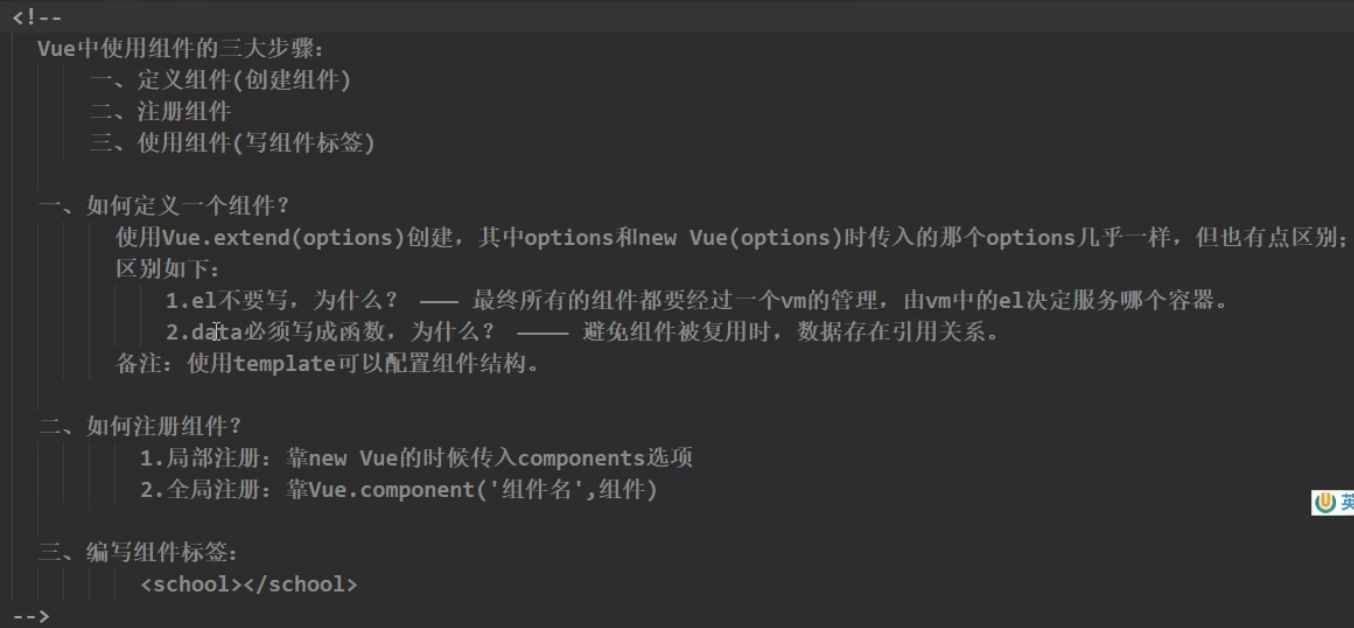 <!--
Vue中使用组件的三大步骤:
一、定义组件(创建组件)
二、注册组件
三、使用组件(写组件标签)
一、如何定义一个组件?
使用Vue.extend(options)创建，其中options和new Vue(options)时传入的那个options几乎一样，但也有点区别；
区别如下:
1.el不要写，为什么? ——— 最终所有的组件都要经过一个vm的管理，由vm中的el决定服务哪个容器。
2.data必须写成函数，为什么? ———— 避免组件被复用时，数据存在引用关系。
备注: 使用template可以配置组件结构。
二、如何注册组件?
1.局部注册: 靠new Vue的时候传入components选项
2.全局注册: 靠Vue.component('组件名',组件)
英
三、编写组件标签:
<school></school>
-->